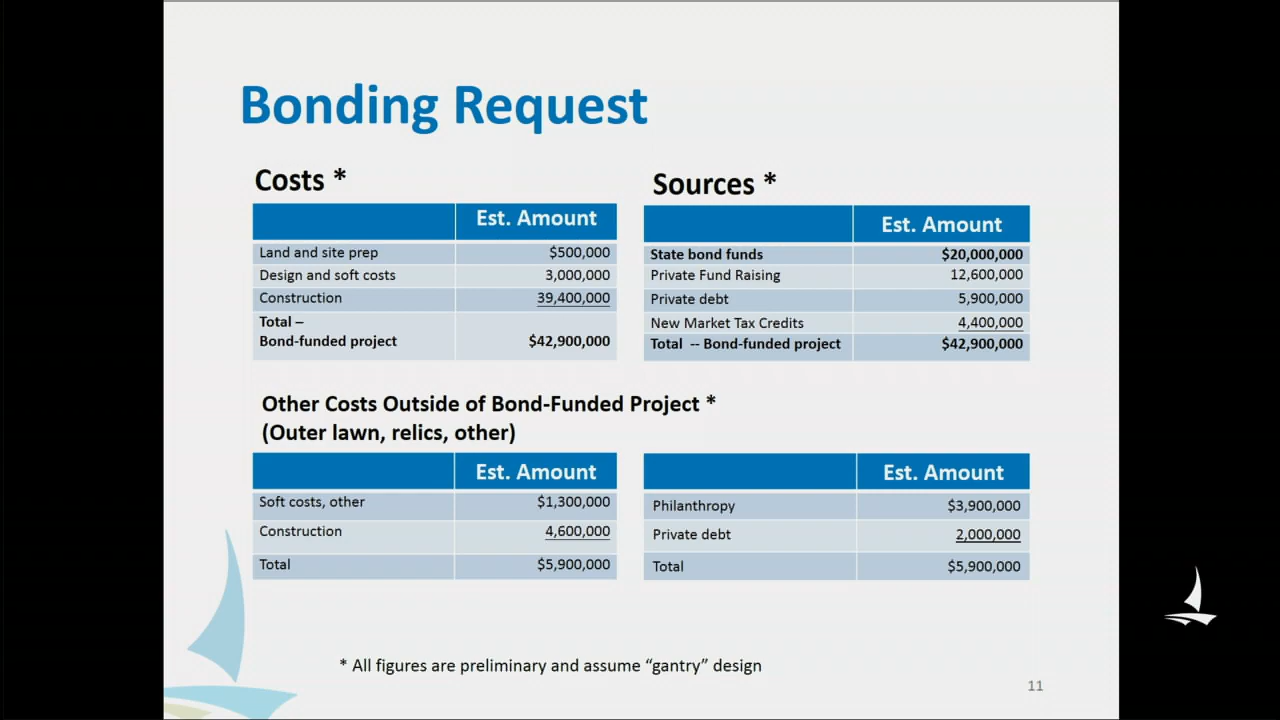 Bonding Request
Costs *
Est. Amount
Land and site prep $500,000
Design and soft costs 3,000,000
Construction 39,400,000
Total –
Bond-funded project $42,900,000
Sources *
Est. Amount
State bond funds $20,000,000
Private Fund Raising 12,600,000
Private debt 5,900,000
New Market Tax Credits 4,400,000
Total -- Bond-funded project $42,900,000
Other Costs Outside of Bond-Funded Project *
(Outer lawn, relics, other)
Est. Amount
Soft costs, other $1,300,000
Construction 4,600,000
Total $5,900,000
Est. Amount
Philanthropy $3,900,000
Private debt 2,000,000
Total $5,900,000
* All figures are preliminary and assume “gantry” design
11